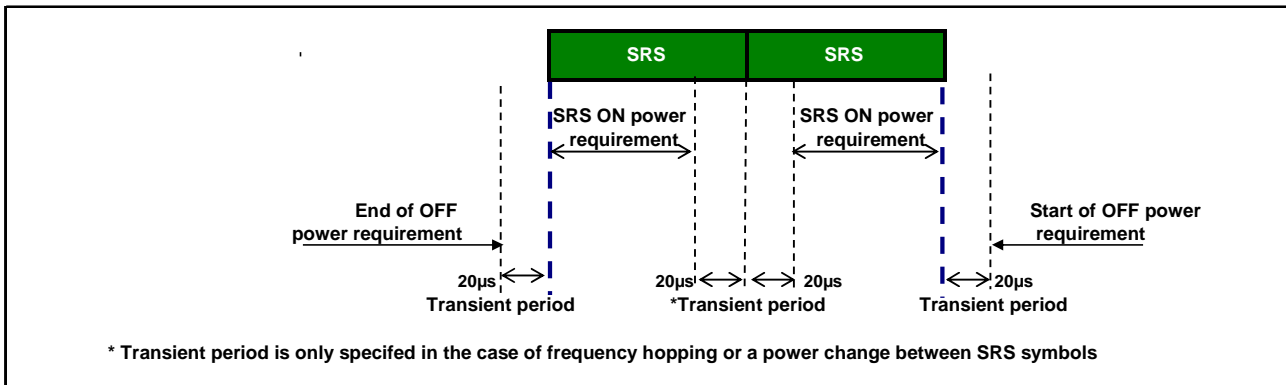 SRS SRS
SRS ON power requirement
SRS ON power requirement
End of OFF power requirement
Start of OFF power requirement
20µs
Transient period
20µs 20µs
*Transient period
20µs
Transient period
* Transient period is only specifed in the case of frequency hopping or a power change between SRS symbols